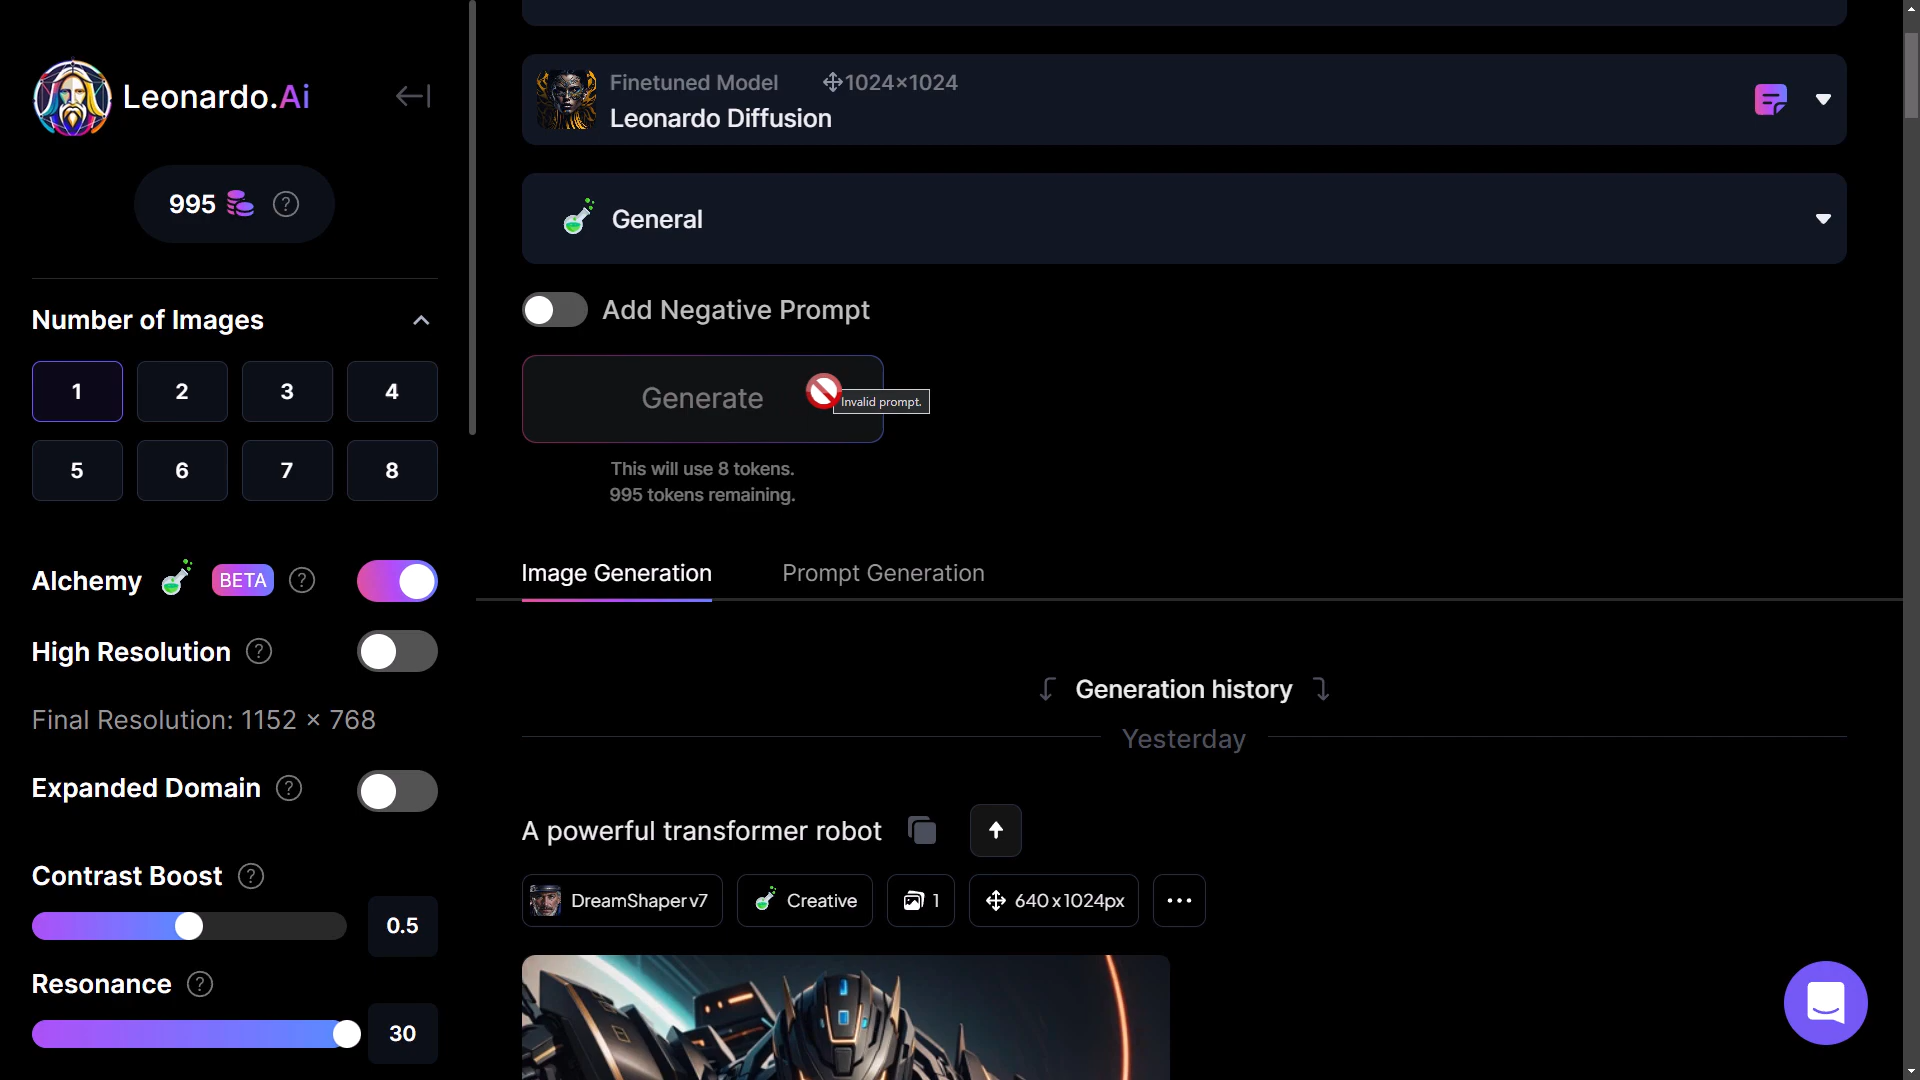 Leonardo.Ai
995
Number of Images
1
2
3
4
5
6
7
8
Alchemy BETA
High Resolution
Final Resolution: 1152 × 768
Expanded Domain
Contrast Boost
0.5
Resonance
30
Finetuned Model 1024×1024
Leonardo Diffusion
General
Add Negative Prompt
Generate
Invalid prompt.
This will use 8 tokens.
995 tokens remaining.
Image Generation Prompt Generation
Generation history
Yesterday
A powerful transformer robot
DreamShaper v7 Creative 1 640 x 1024px